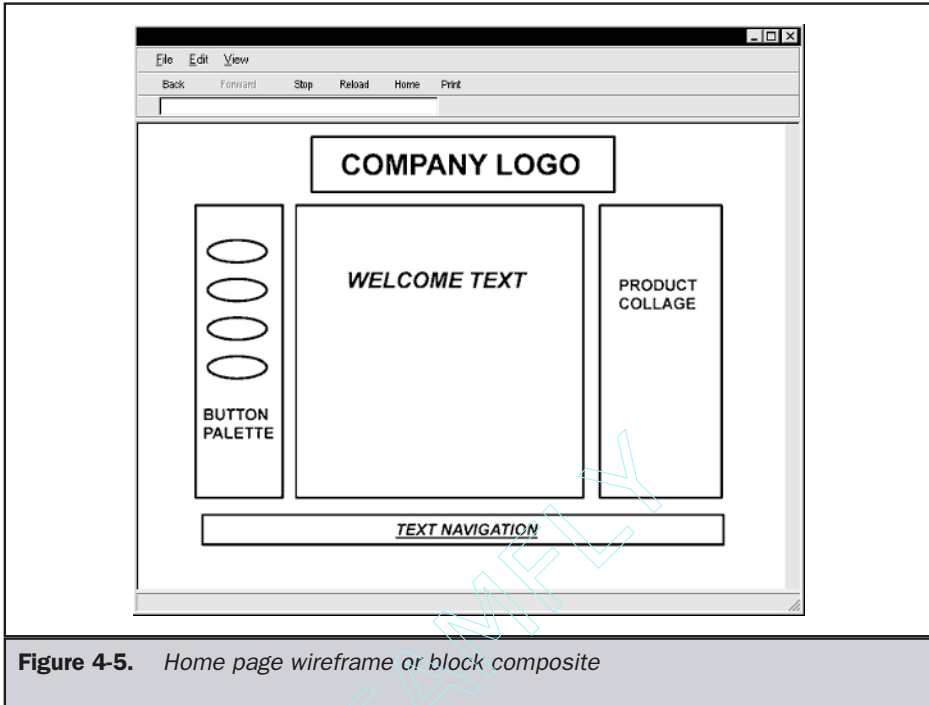 File Edit View
Back Forward Stop Reload Home Print
COMPANY LOGO
WELCOME TEXT
PRODUCT
COLLAGE
BUTTON
PALETTE
TEXT NAVIGATION
Figure 4-5. Home page wireframe or block composite